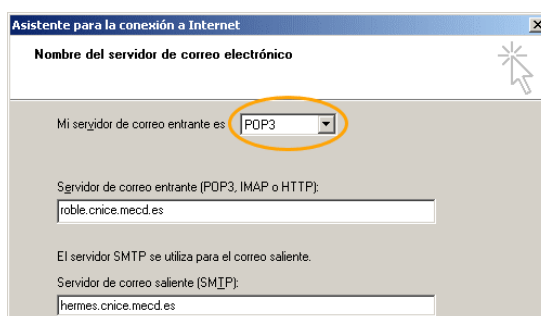 Asistente para la conexión a Internet
Nombre del servidor de correo electrónico
Mi servidor de correo entrante es POP3
Servidor de correo entrante (POP3, IMAP o HTTP):
roble.cnice.mecd.es
El servidor SMTP se utiliza para el correo saliente.
Servidor de correo saliente (SMTP):
hermes.cnice.mecd.es